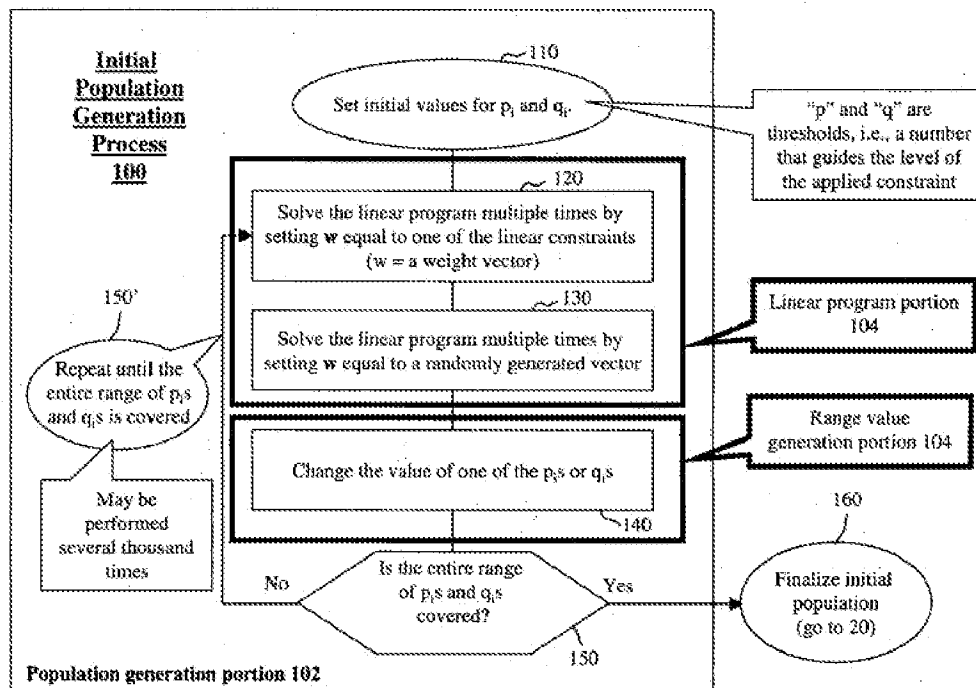 Initial
Population
Generation
Process
100
110
Set initial values for pᵢ and qᵢ.
"p" and "q" are
thresholds, i.e., a number
that guides the level of
the applied constraint
120
Solve the linear program multiple times by
setting w equal to one of the linear constraints
(w = a weight vector)
130
Solve the linear program multiple times by
setting w equal to a randomly generated vector
Linear program portion
104
150'
Repeat until the
entire range of pᵢs
and qᵢs is covered
May be
performed
several thousand
times
Change the value of one of the pᵢs or qᵢs
140
Range value
generation portion 104
No
Is the entire range
of pᵢs and qᵢs
covered?
Yes
150
160
Finalize initial
population
(go to 20)
Population generation portion 102